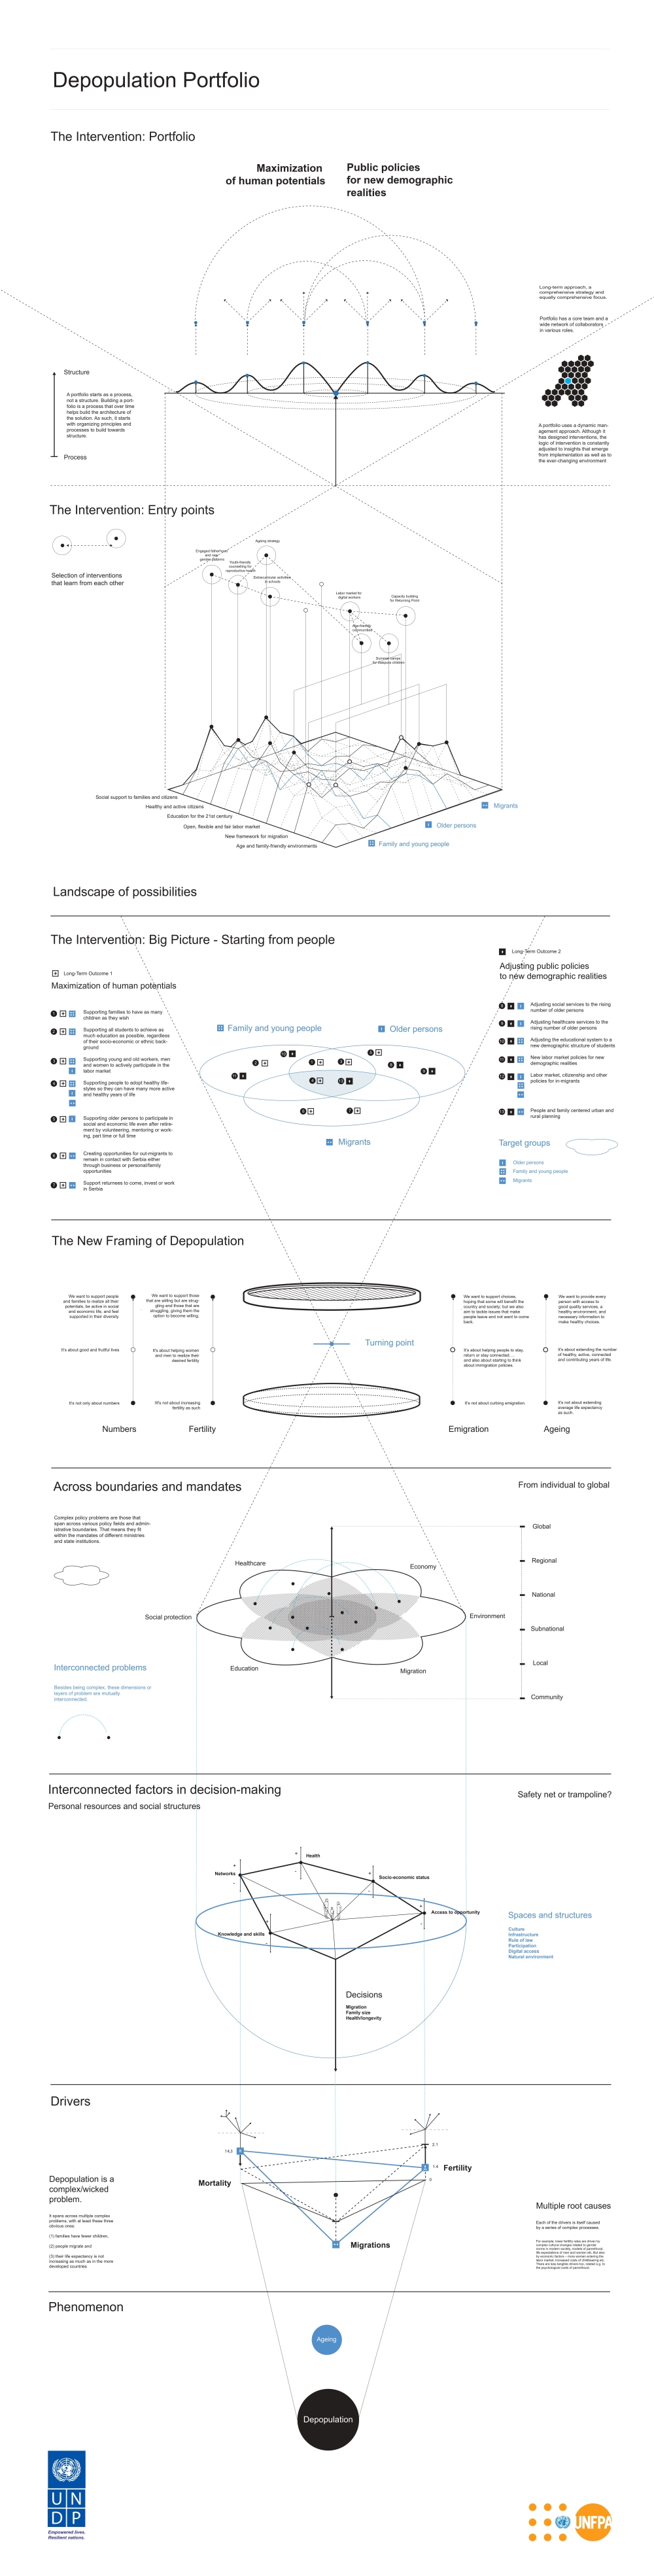 Depopulation Portfolio
The Intervention: Portfolio
Maximization
of human potentials
Public policies
for new demographic
realities
Long-term approach, a
comprehensive strategy and
equally comprehensive focus.
Portfolio has a core team and a
wide network of collaborators
in various roles.
Structure
A portfolio starts as a process,
not a structure. Building a port-
folio is a process that over time
helps build the architecture of
the solution. As such, it starts
with organizing principles and
processes to build towards
structure.
Process
A portfolio uses a dynamic man-
agement approach. Although it
has designed interventions, the
logic of intervention is constantly
adjusted to insights that emerge
from implementation as well as to
the ever-changing environment
The Intervention: Entry points
Selection of interventions
that learn from each other
Ageing strategy
Engaged fatherhood
and new
gender patterns
Youth-friendly
counselling for
reproductive health
Extracurricular activities
in schools
Labor market for
digital workers
Capacity building
for Returning Point
Age-friendly
communities
Summer camps
for diaspora children
Social support to families and citizens
Healthy and active citizens
Education for the 21st century
Open, flexible and fair labor market
New framework for migration
Age and family-friendly environments
Migrants
Older persons
Family and young people
Landscape of possibilities
The Intervention: Big Picture - Starting from people
Long-Term Outcome 1
Maximization of human potentials
1 Supporting families to have as many
children as they wish
2 Supporting all students to achieve as
much education as possible, regardless
of their socio-economic or ethnic back-
ground
3 Supporting young and old workers, men
and women to actively participate in the
labor market
4 Supporting people to adopt healthy life-
styles so they can have many more active
and healthy years of life
5 Supporting older persons to participate in
social and economic life even after retire-
ment by volunteering, mentoring or work-
ing, part time or full time
6 Creating opportunities for out-migrants to
remain in contact with Serbia either
through business or personal/family
opportunities
7 Support returness to come, invest or work
in Serbia
Family and young people
Older persons
Migrants
Long-Term Outcome 2
Adjusting public policies
to new demographic realities
8 Adjusting social services to the rising
number of older persons
9 Adjusting healthcare services to the
rising number of older persons
10 Adjusting the educational system to a
new demographic structure of students
11 New labor market policies for new
demographic realities
12 Labor market, citizenship and other
policies for in-migrants
13 People and family centered urban and
rural planning
Target groups
Older persons
Family and young people
Migrants
The New Framing of Depopulation
We want to support people
and families to realize all their
potentials, be active in social
and economic life, and feel
supported in their diversity
It's about good and fruitful lives
It's not only about numbers
Numbers
We want to support those
that are willing but are strug-
gling and those that are
struggling, giving them the
option to become willing.
It's about helping women
and men to realize their
desired fertility
It's not about increasing
fertility as such
Fertility
Turning point
We want to support choices,
hoping that some will benefit the
country and society; but we also
aim to tackle issues that make
people leave and not want to come
back.
It's about helping people to stay,
return or stay connected...,
and also about starting to think
about immigration policies.
It's not about curbing emigration.
Emigration
We want to provide every
person with access to
good quality services, a
healthy environment, and
necessary information to
make healthy choices.
It's about extending the number
of healthy, active, connected
and contributing years of life.
It's not about extending
average life expectancy
as such
Ageing
Across boundaries and mandates
From individual to global
Complex policy problems are those that
span across various policy fields and admin-
istrative boundaries. That means they fit
within the mandates of different ministries
and state institutions.
Healthcare
Economy
Social protection
Environment
Education
Migration
Global
Regional
National
Subnational
Local
Community
Interconnected problems
Besides being complex, these dimensions or
layers of problem are mutually
interconnected.
Interconnected factors in decision-making
Personal resources and social structures
Safety net or trampoline?
Health
Networks
Socio-economic status
Access to opportunity
Knowledge and skills
Spaces and structures
Culture
Infrastructure
Rule of law
Participation
Digital access
Natural environment
Decisions
Migration
Family size
Health/longevity
Drivers
14,3
2.1
1,4
0
Mortality
Fertility
Migrations
Depopulation is a
complex/wicked
problem.
It spans across multiple complex
problems, with at least these three
obvious ones:
(1) families have fewer children,
(2) people migrate and
(3) their life expectancy is not
increasing as much as in the more
developed countries
Multiple root causes
Each of the drivers is itself caused
by a series of complex processes.
Phenomenon
Ageing
Depopulation
UN
DP
Empowered lives.
Resilient nations.
UNFPA